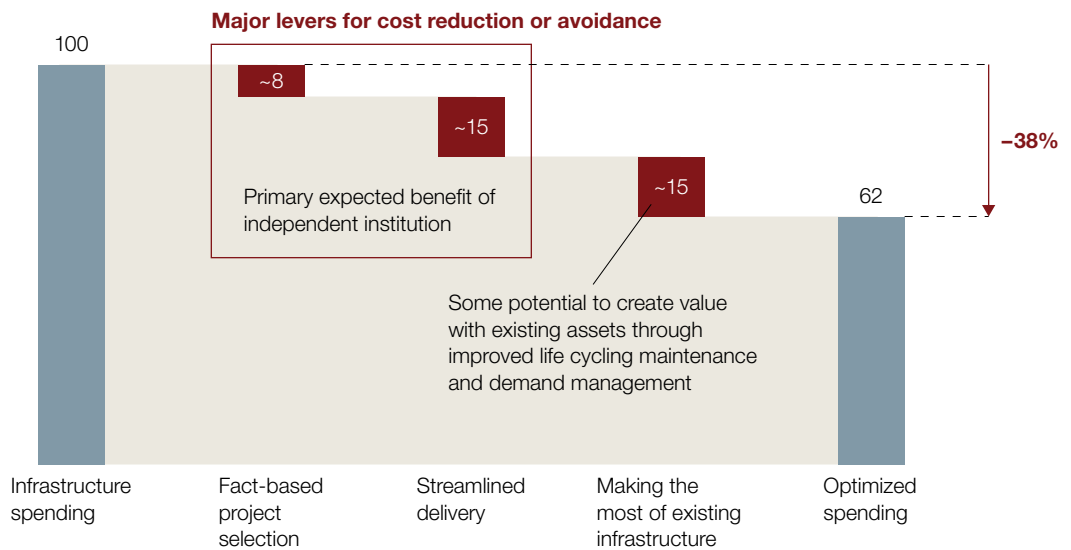 Major levers for cost reduction or avoidance
100
~8
~15
–38%
Primary expected benefit of
independent institution
~15
62
Some potential to create value
with existing assets through
improved life cycling maintenance
and demand management
Infrastructure
spending
Fact-based
project
selection
Streamlined
delivery
Making the
most of existing
infrastructure
Optimized
spending